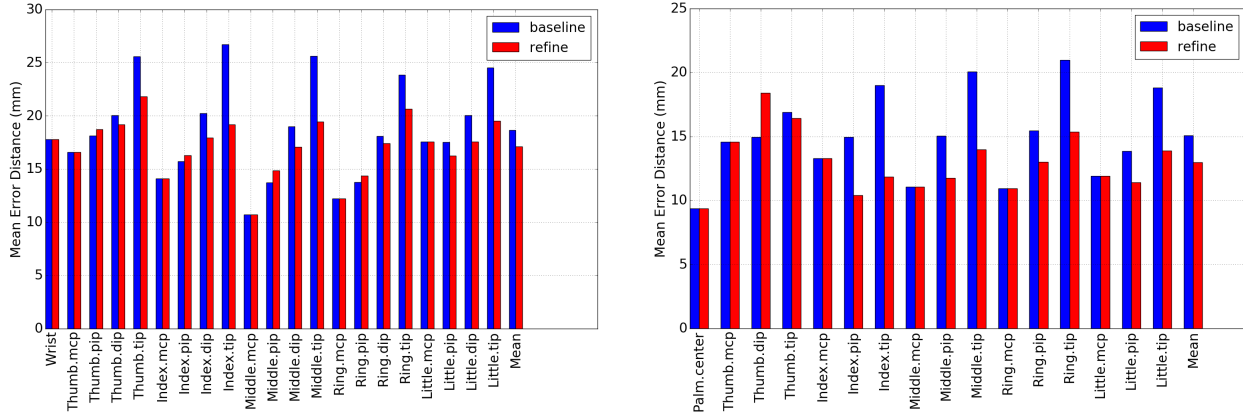 30
25
20
15
10
5
0
Mean Error Distance (mm)
baseline
refine
Wrist
Thumb.mcp
Thumb.pip
Thumb.dip
Thumb.tip
Index.mcp
Index.pip
Index.dip
Index.tip
Middle.mcp
Middle.pip
Middle.dip
Middle.tip
Ring.mcp
Ring.pip
Ring.dip
Ring.tip
Little.mcp
Little.pip
Little.dip
Little.tip
Mean
25
20
15
10
5
0
Mean Error Distance (mm)
baseline
refine
Palm.center
Thumb.mcp
Thumb.dip
Thumb.tip
Index.mcp
Index.pip
Index.tip
Middle.mcp
Middle.pip
Middle.tip
Ring.mcp
Ring.pip
Ring.tip
Little.mcp
Little.pip
Little.tip
Mean